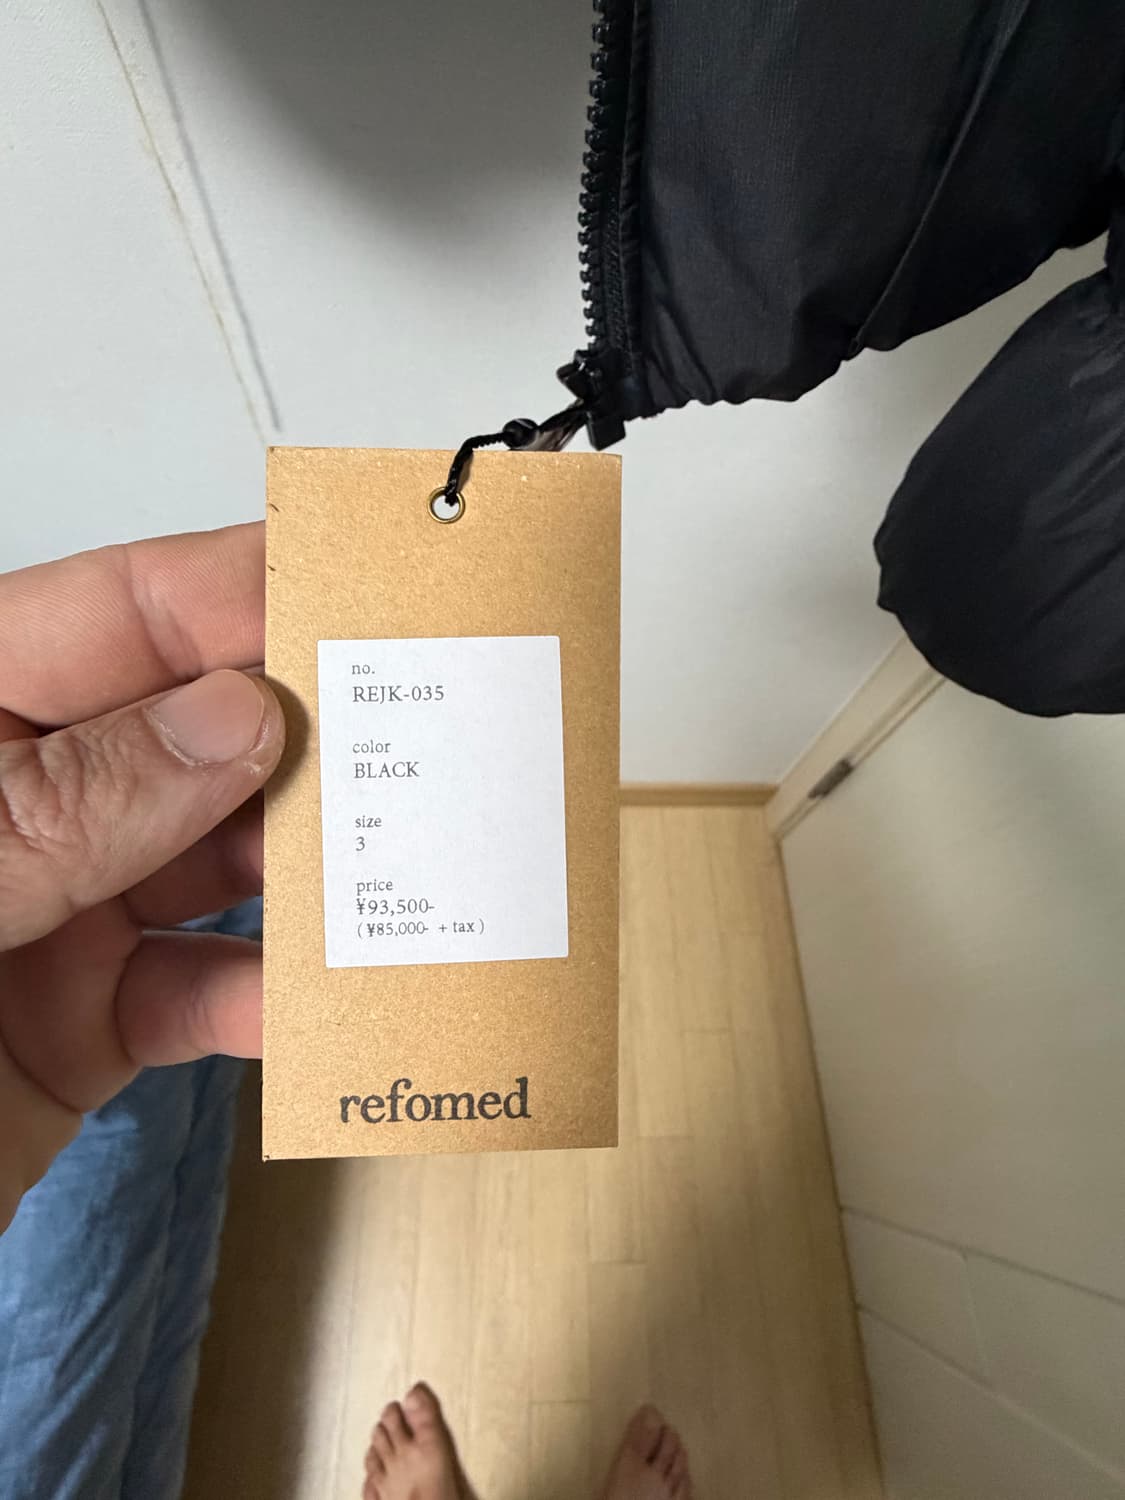 no.
REJK-035
color
BLACK
size
3
price
¥93,500-
( ¥85,000- + tax )
refomed